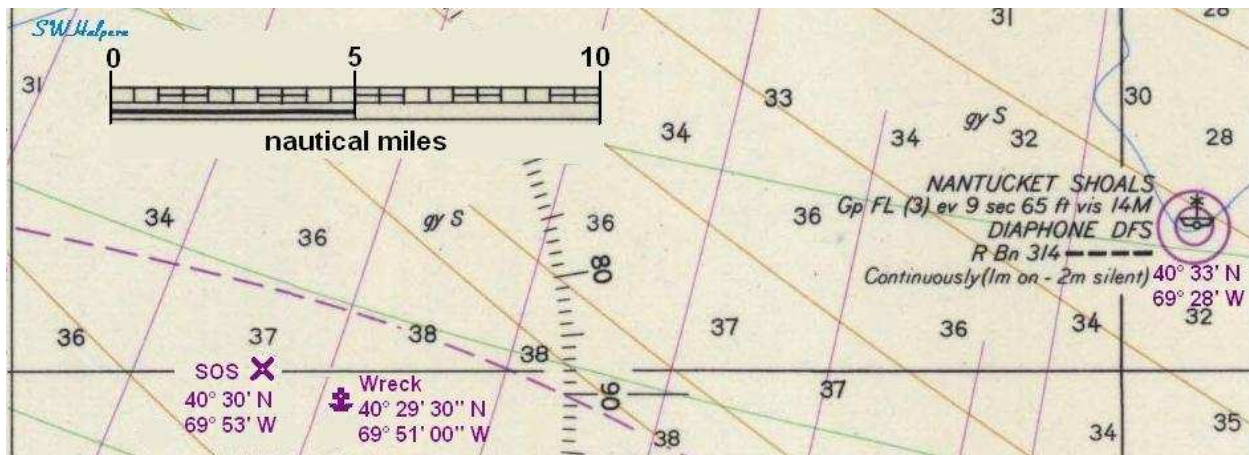 SWHalpern
0 5 10
nautical miles
31
28
31
33
30
34
34
gy S
32
28
NANTUCKET SHOALS
Gp FL (3) ev 9 sec 65 ft vis 14M
DIAPHONE DFS
R Bn 314
Continuously (1m on - 2m silent)
40° 33' N
69° 28' W
34
36
gy S
36
36
80
36
37
38
38
37
36
34
32
SOS
40° 30' N
69° 53' W
Wreck
40° 29' 30" N
69° 51' 00" W
90
38
37
34
35